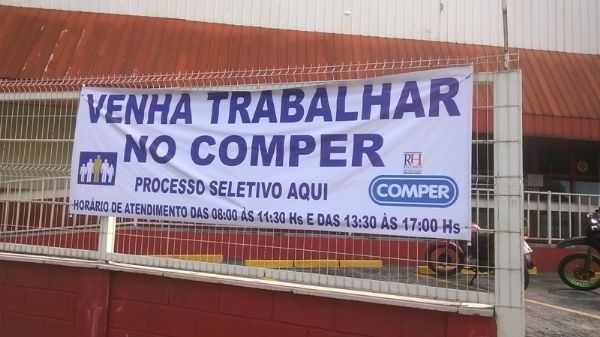 VENHA TRABALHAR
NO COMPER
PROCESSO SELETIVO AQUI
RH
COMPER
HORÁRIO DE ATENDIMENTO DAS 08:00 ÀS 11:30 Hs E DAS 13:30 ÀS 17:00 Hs